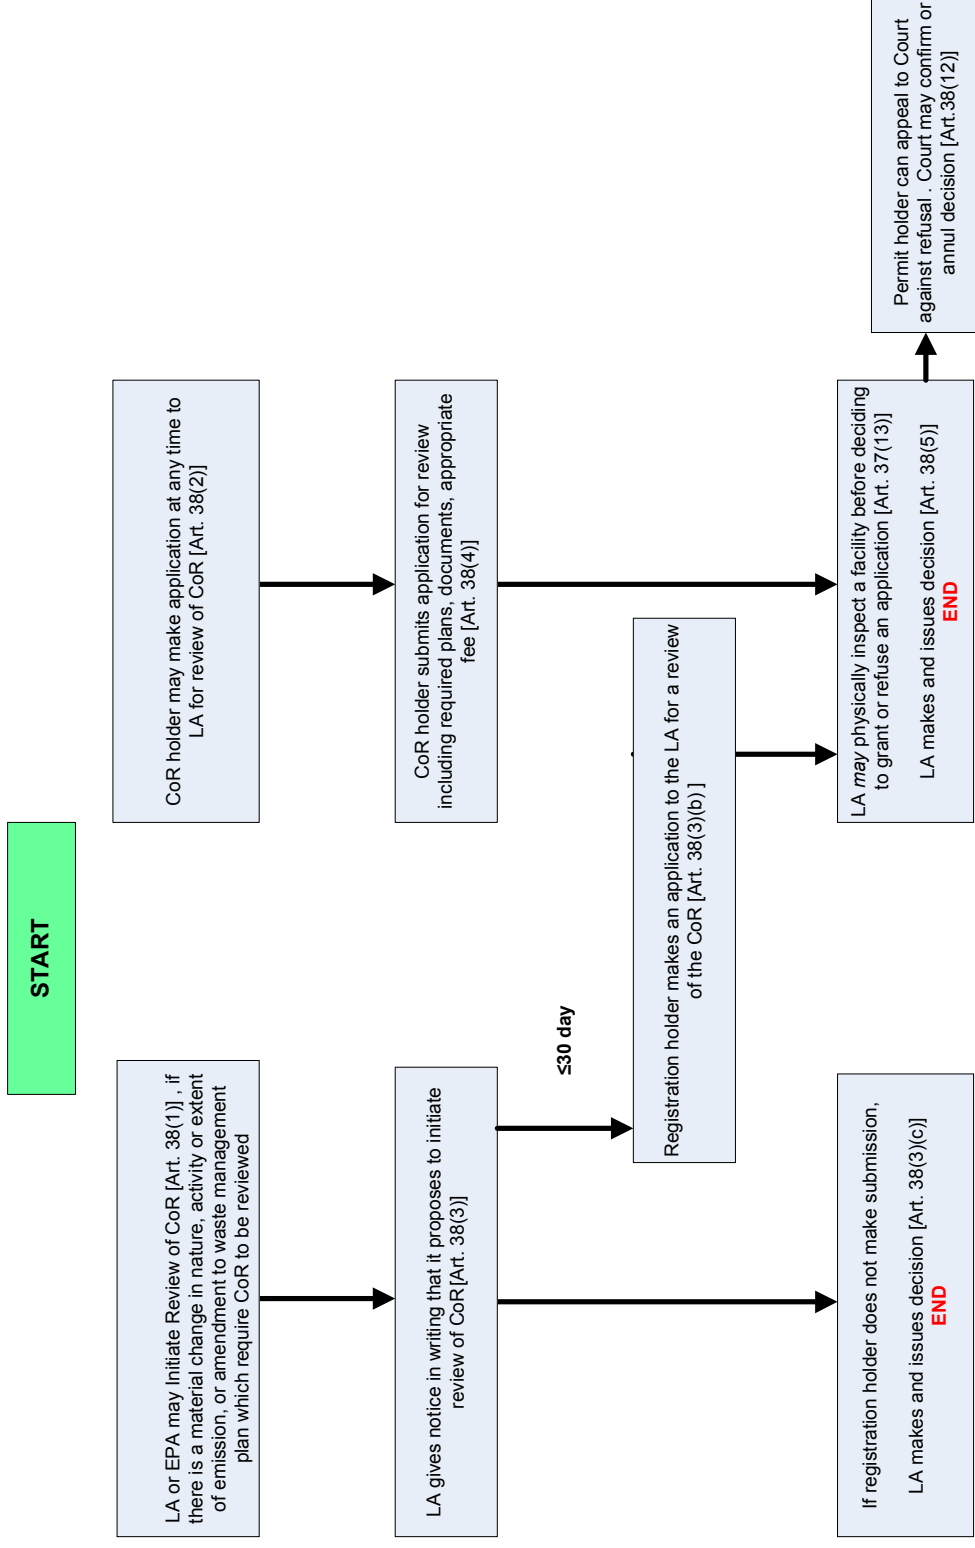 START
LA or EPA may Initiate Review of CoR [Art. 38(1)] , if
there is a material change in nature, activity or extent
of emission, or amendment to waste management
plan which require CoR to be reviewed
CoR holder may make application at any time to
LA for review of CoR [Art. 38(2)]
LA gives notice in writing that it proposes to initiate
review of CoR[Art. 38(3)]
CoR holder submits application for review
including required plans, documents, appropriate
fee [Art. 38(4)]
≤30 day
Registration holder makes an application to the LA for a review
of the CoR [Art. 38(3)(b) ]
If registration holder does not make submission,
LA makes and issues decision [Art. 38(3)(c)]
END
LA may physically inspect a facility before deciding
to grant or refuse an application [Art. 37(13)]
LA makes and issues decision [Art. 38(5)]
END
Permit holder can appeal to Court
against refusal . Court may confirm or
annul decision [Art.38(12)]